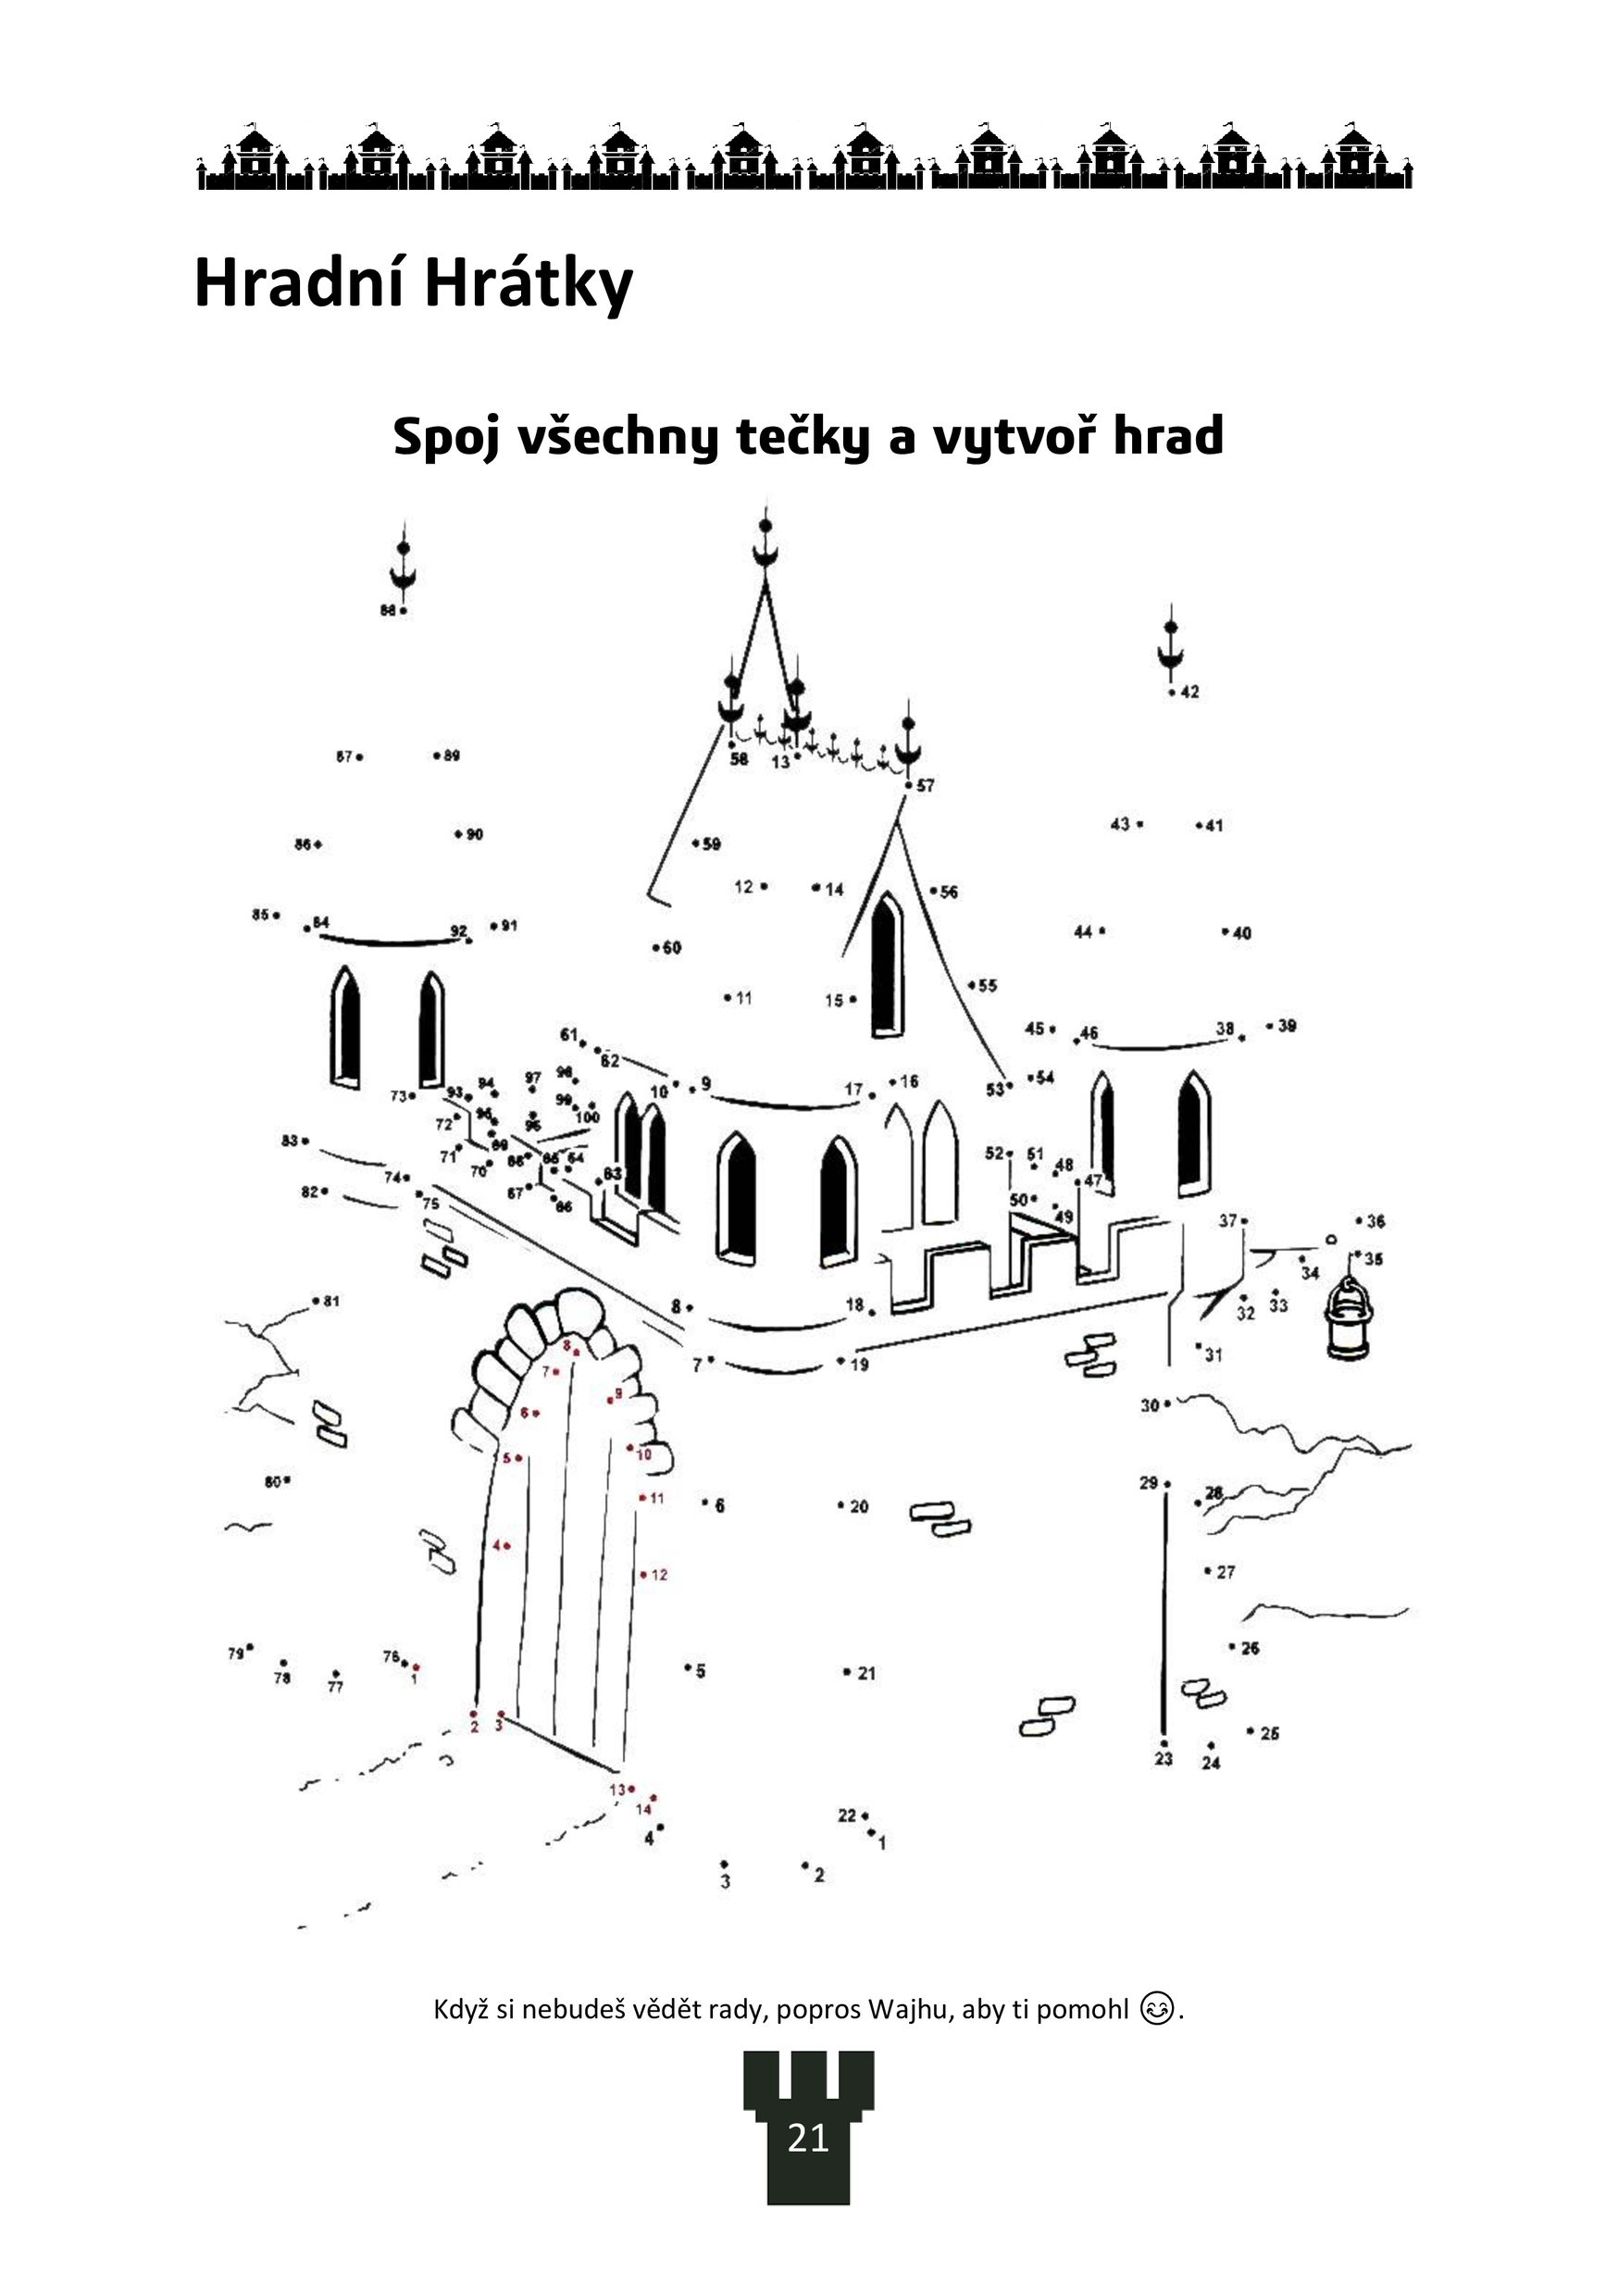 Hradní Hrátky
Spoj všechny tečky a vytvoř hrad
88
42
58 13
87 89
57
43 41
90
86 59
12 14 56
85 84 92 91
44 40
60
55
11 15
61 45 46 38 39
62
97 98 54
73 93 94 10 9 17 16 53
99
72 95 96 100
83 69
71 70 68 65 64 52 51 48
63 47
74 82 75 67 66 50 49
37 36
34 35
81 8 18 32 33
8 7 19 31
7
9
6 30
5 10
80 29 28
11 6 20
4
12 27
79 76 26
78 77 1 5 21
2 3 25
23 24
13
14 22
4 1
3 2
Když si nebudeš vědět rady, popros Wajhu, aby ti pomohl 😊.
21